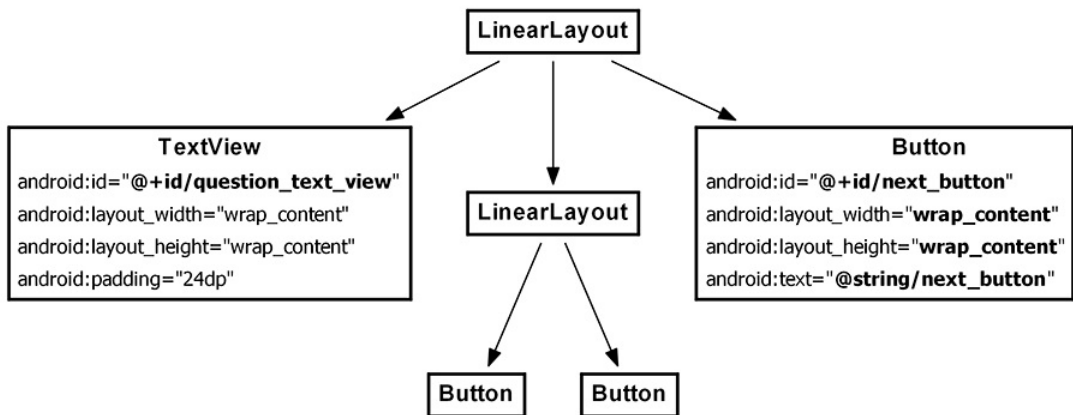 LinearLayout
TextView
android:id="@+id/question_text_view"
android:layout_width="wrap_content"
android:layout_height="wrap_content"
android:padding="24dp"
LinearLayout
Button
android:id="@+id/next_button"
android:layout_width="wrap_content"
android:layout_height="wrap_content"
android:text="@string/next_button"
Button
Button